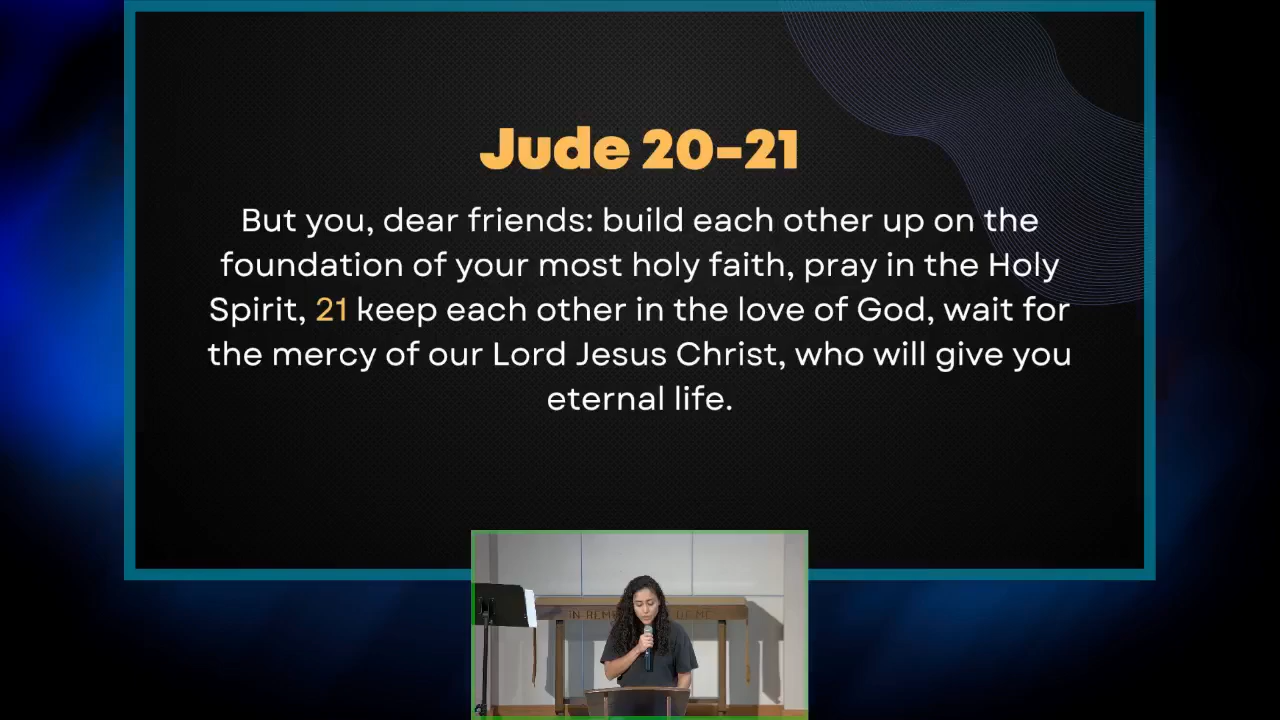 Jude 20-21
But you, dear friends: build each other up on the
foundation of your most holy faith, pray in the Holy
Spirit, 21 keep each other in the love of God, wait for
the mercy of our Lord Jesus Christ, who will give you
eternal life.
IN REM